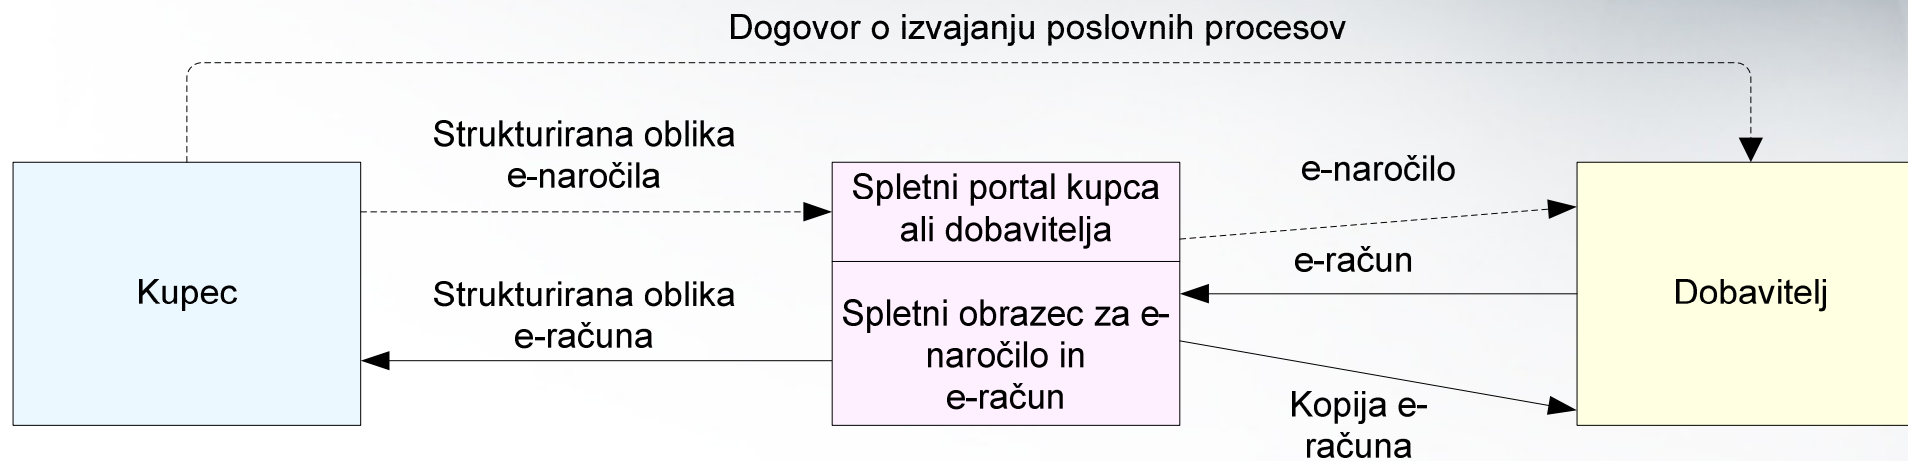 Dogovor o izvajanju poslovnih procesov
Strukturirana oblika
e-naročila
Spletni portal kupca
ali dobavitelja
e-naročilo
e-račun
Kupec
Strukturirana oblika
e-računa
Spletni obrazec za e-
naročilo in
e-račun
Dobavitelj
Kopija e-
računa